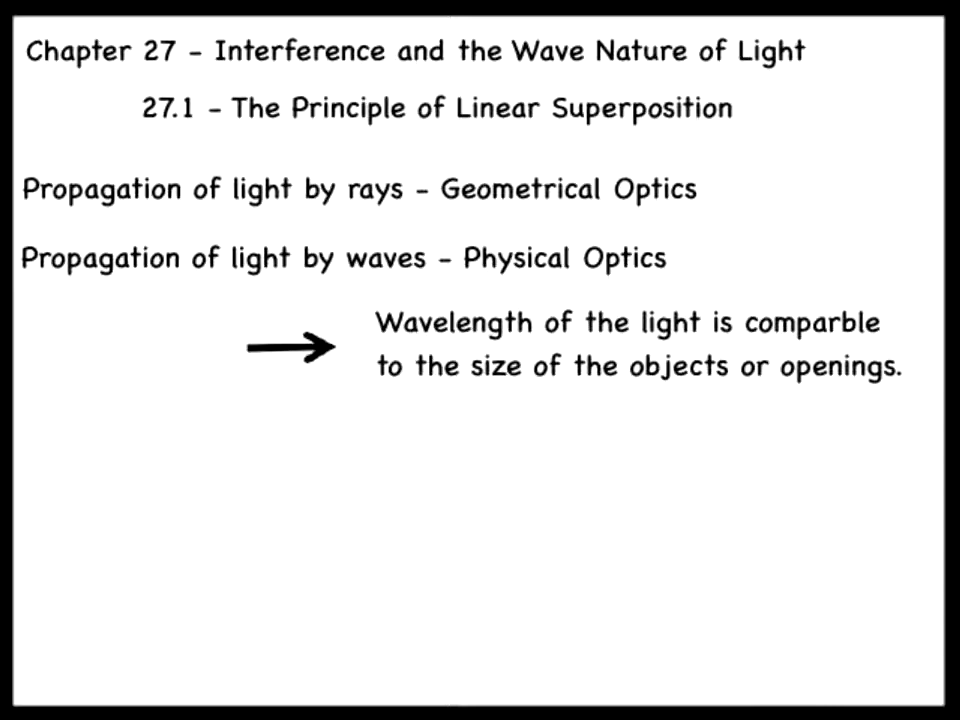 Chapter 27 - Interference and the Wave Nature of Light
27.1 - The Principle of Linear Superposition
Propagation of light by rays - Geometrical Optics
Propagation of light by waves - Physical Optics
Wavelength of the light is comparble
to the size of the objects or openings.